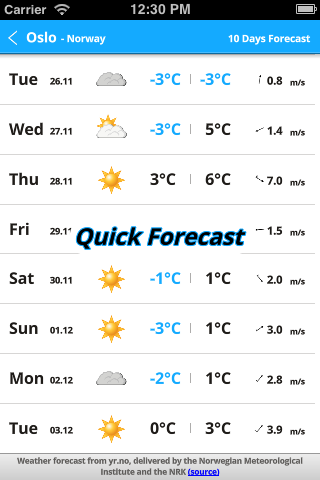 Carrier 12:30 PM
Oslo - Norway 10 Days Forecast
Tue 26.11 -3°C -3°C 0.8 m/s
Wed 27.11 -3°C 5°C 1.4 m/s
Thu 28.11 3°C 6°C 7.0 m/s
Fri 29.11 1.5 m/s
Quick Forecast
Sat 30.11 -1°C 1°C 2.0 m/s
Sun 01.12 -3°C 1°C 3.0 m/s
Mon 02.12 -2°C 1°C 2.8 m/s
Tue 03.12 0°C 3°C 3.9 m/s
Weather forecast from yr.no, delivered by the Norwegian Meteorological
Institute and the NRK (source)